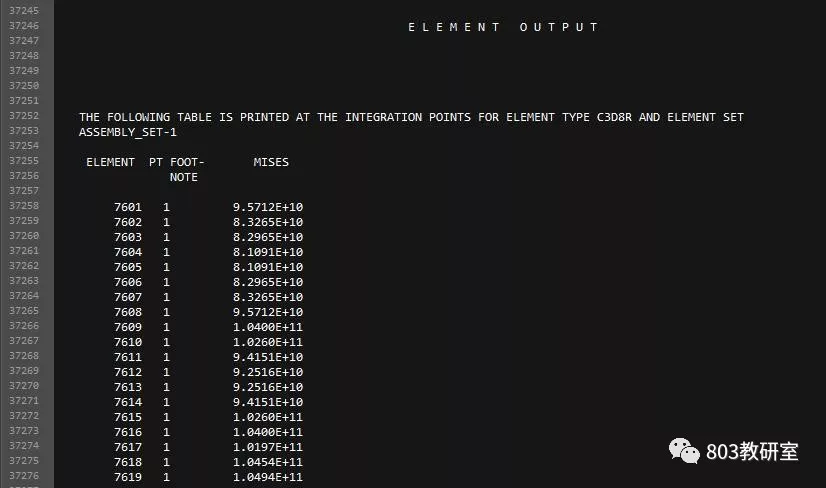 37245
37246 E L E M E N T   O U T P U T
37247
37248
37249
37250
37251
37252 THE FOLLOWING TABLE IS PRINTED AT THE INTEGRATION POINTS FOR ELEMENT TYPE C3D8R AND ELEMENT SET
37253 ASSEMBLY_SET-1
37254
37255 ELEMENT  PT FOOT-       MISES
37256 NOTE
37257
37258 7601   1         9.5712E+10
37259 7602   1         8.3265E+10
37260 7603   1         8.2965E+10
37261 7604   1         8.1091E+10
37262 7605   1         8.1091E+10
37263 7606   1         8.2965E+10
37264 7607   1         8.3265E+10
37265 7608   1         9.5712E+10
37266 7609   1         1.0400E+11
37267 7610   1         1.0260E+11
37268 7611   1         9.4151E+10
37269 7612   1         9.2516E+10
37270 7613   1         9.2516E+10
37271 7614   1         9.4151E+10
37272 7615   1         1.0260E+11
37273 7616   1         1.0400E+11
37274 7617   1         1.0197E+11
37275 7618   1         1.0454E+11
37276 7619   1         1.0494E+11
803教研室